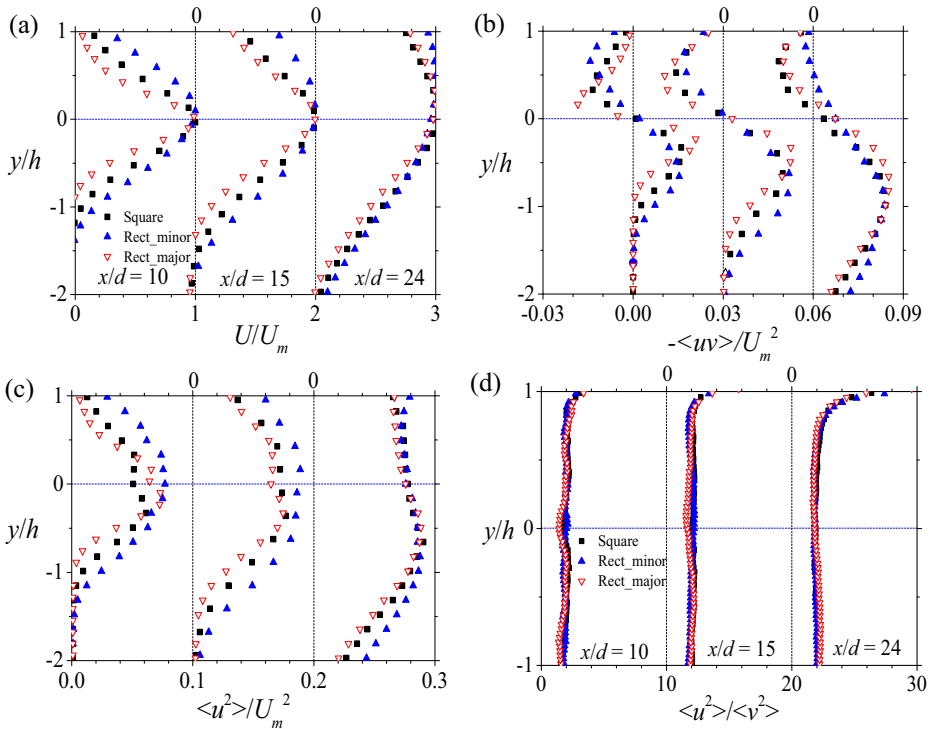 (a)
0
0
1
0
-1
-2
y/h
Square
Rect_minor
Rect_major
x/d = 10
x/d = 15
x/d = 24
0
1
2
3
U/U_m
(b)
0
0
0
1
0
-1
-2
y/h
-0.03
0.00
0.03
0.06
0.09
-<uv>/U_m^2
(c)
0
0
1
0
-1
-2
y/h
0.0
0.1
0.2
0.3
<u^2>/U_m^2
(d)
0
0
1
0
-1
y/h
Square
Rect_minor
Rect_major
x/d = 10
x/d = 15
x/d = 24
0
10
20
30
<u^2>/<v^2>